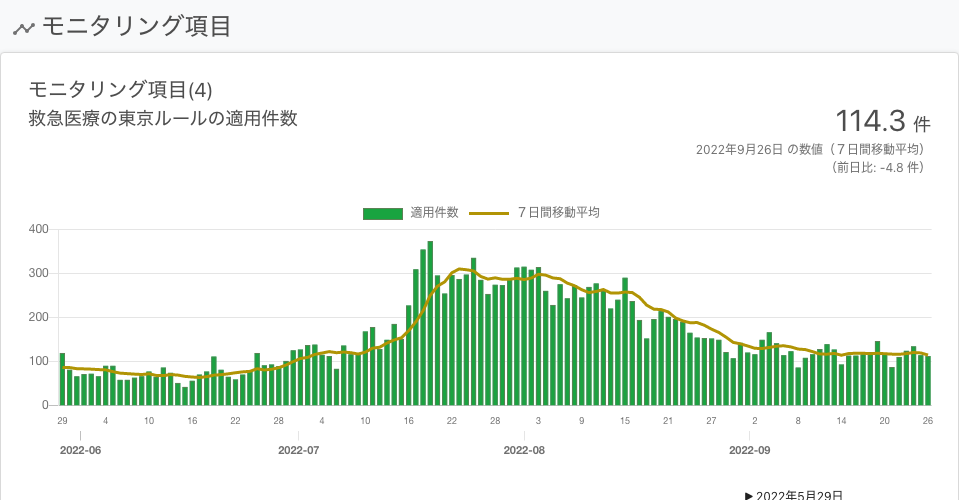 モニタリング項目
モニタリング項目(4)
救急医療の東京ルールの適用件数
114.3 件
2022年9月26日 の数値（７日間移動平均）
（前日比: -4.8 件）
適用件数 ７日間移動平均
400
300
200
100
0
29 4 10 16 22 28 4 10 16 22 28 3 9 15 21 27 2 8 14 20 26
2022-06 2022-07 2022-08 2022-09
▶ 2022年5月29日